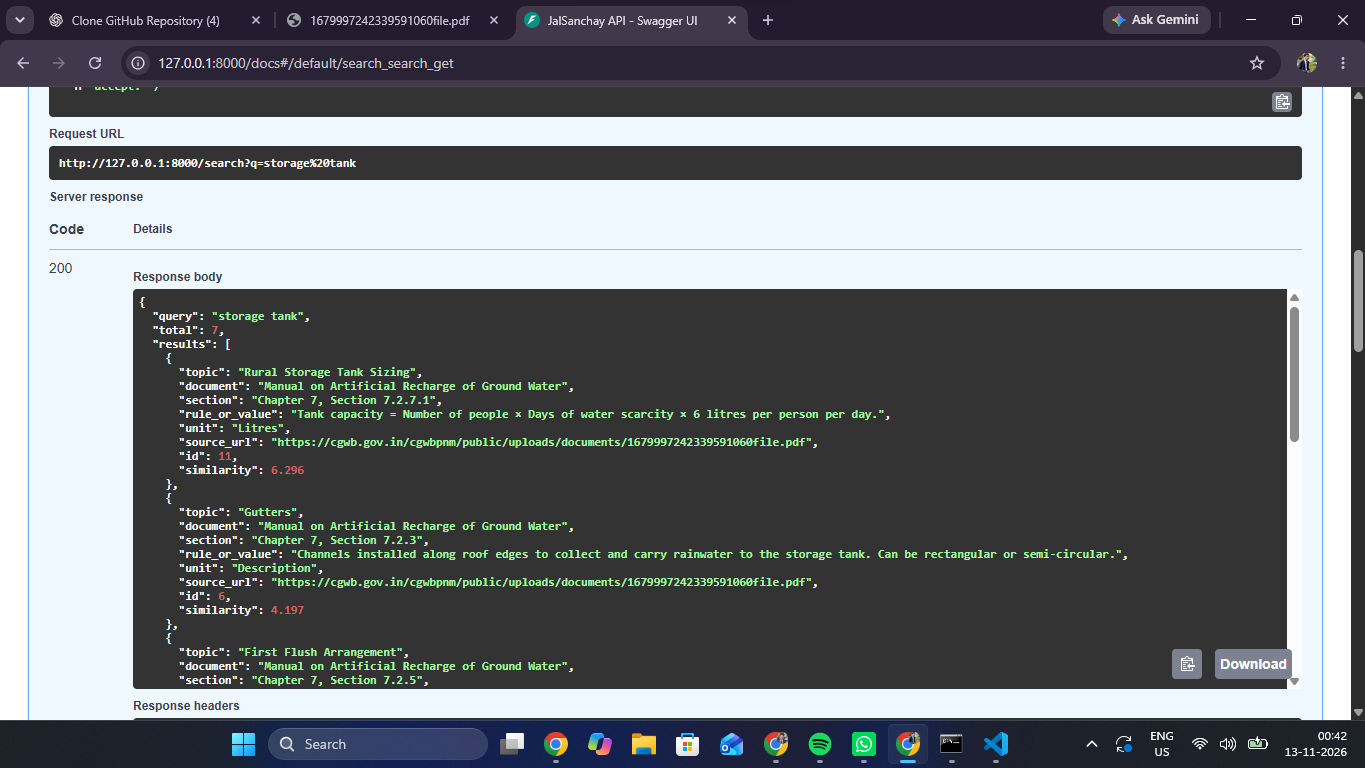 Clone GitHub Repository (4)
1679997242339591060file.pdf
JalSanchay API - Swagger UI
Ask Gemini
127.0.0.1:8000/docs#/default/search_search_get
Request URL
http://127.0.0.1:8000/search?q=storage%20tank
Server response
Code Details
200
Response body
{
"query": "storage tank",
"total": 7,
"results": [
{
"topic": "Rural Storage Tank Sizing",
"document": "Manual on Artificial Recharge of Ground Water",
"section": "Chapter 7, Section 7.2.7.1",
"rule_or_value": "Tank capacity = Number of people × Days of water scarcity × 6 litres per person per day.",
"unit": "Litres",
"source_url": "https://cgwb.gov.in/cgwbpnm/public/uploads/documents/1679997242339591060file.pdf",
"id": 11,
"similarity": 6.296
},
{
"topic": "Gutters",
"document": "Manual on Artificial Recharge of Ground Water",
"section": "Chapter 7, Section 7.2.3",
"rule_or_value": "Channels installed along roof edges to collect and carry rainwater to the storage tank. Can be rectangular or semi-circular.",
"unit": "Description",
"source_url": "https://cgwb.gov.in/cgwbpnm/public/uploads/documents/1679997242339591060file.pdf",
"id": 6,
"similarity": 4.197
},
{
"topic": "First Flush Arrangement",
"document": "Manual on Artificial Recharge of Ground Water",
"section": "Chapter 7, Section 7.2.5",
Download
Response headers
Search
ENG
US
00:42
13-11-2026